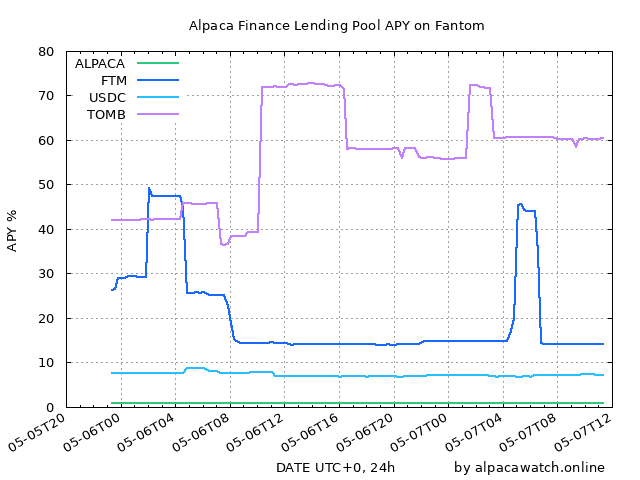 Alpaca Finance Lending Pool APY on Fantom
80
70
60
50
40
30
20
10
0
APY %
ALPACA
FTM
USDC
TOMB
05-05T20
05-06T00
05-06T04
05-06T08
05-06T12
05-06T16
05-06T20
05-07T00
05-07T04
05-07T08
05-07T12
DATE UTC+0, 24h
by alpacawatch.online